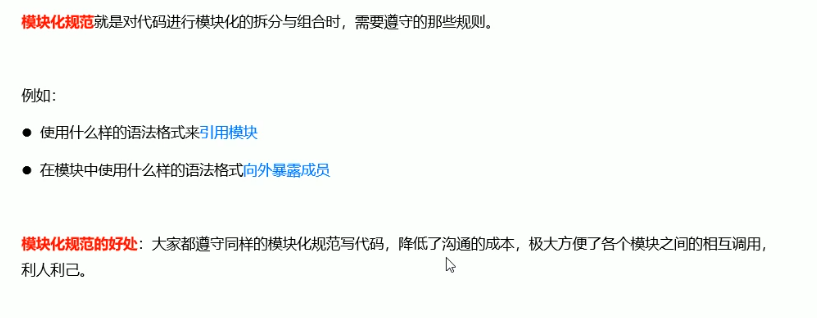 模块化规范就是对代码进行模块化的拆分与组合时，需要遵守的那些规则。
例如：
● 使用什么样的语法格式来引用模块
● 在模块中使用什么样的语法格式向外暴露成员
模块化规范的好处：大家都遵守同样的模块化规范写代码，降低了沟通的成本，极大方便了各个模块之间的相互调用，
利人利己。